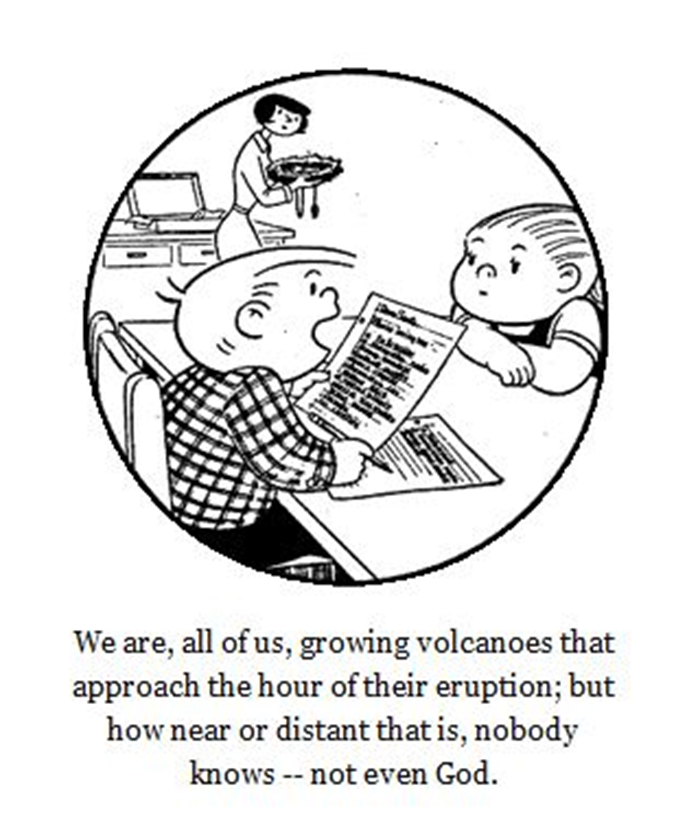 We are, all of us, growing volcanoes that
approach the hour of their eruption; but
how near or distant that is, nobody
knows -- not even God.